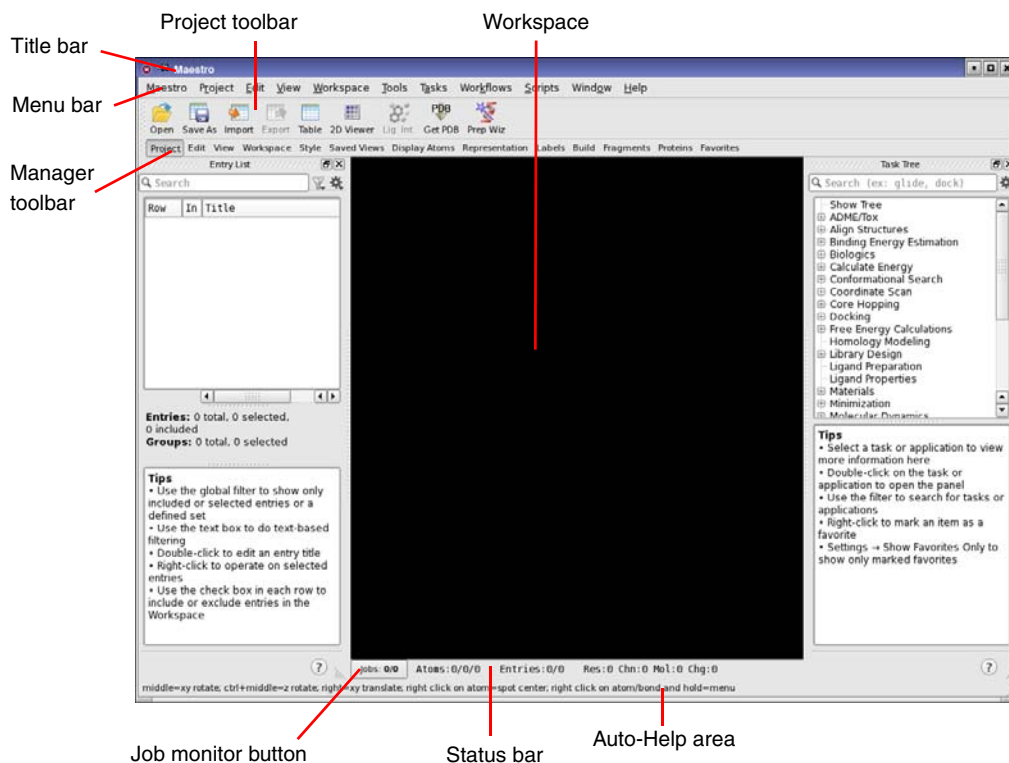 Project toolbar
Workspace
Title bar
Maestro
Menu bar
Maestro Project Edit View Workspace Tools Tasks Workflows Scripts Window Help
PDB
Open Save As Import Export Table 2D Viewer Lig Int Get PDB Prep Wiz
Project Edit View Workspace Style Saved Views Display Atoms Representation Labels Build Fragments Proteins Favorites
Manager
toolbar
Entry List
Search
Row In Title
Entries: 0 total, 0 selected,
0 included
Groups: 0 total, 0 selected
Tips
• Use the global filter to show only
included or selected entries or a
defined set
• Use the text box to do text-based
filtering
• Double-click to edit an entry title
• Right-click to operate on selected
entries
• Use the check box in each row to
include or exclude entries in the
Workspace
Task Tree
Search (ex: glide, dock)
Show Tree
ADME/Tox
Align Structures
Binding Energy Estimation
Biologics
Calculate Energy
Conformational Search
Coordinate Scan
Core Hopping
Docking
Free Energy Calculations
Homology Modeling
Library Design
Ligand Preparation
Ligand Properties
Materials
Minimization
Molecular Dynamics
Tips
• Select a task or application to view
more information here
• Double-click on the task or
application to open the panel
• Use the filter to search for tasks or
applications
• Right-click to mark an item as a
favorite
• Settings → Show Favorites Only to
show only marked favorites
? Jobs: 0/0 Atoms:0/0/0 Entries:0/0 Res:0 Chn:0 Mol:0 Chg:0 ?
middle=xy rotate; ctrl+middle=z rotate; right=xy translate; right click on atom=spot center; right click on atom/bond and hold=menu
Job monitor button
Status bar
Auto-Help area